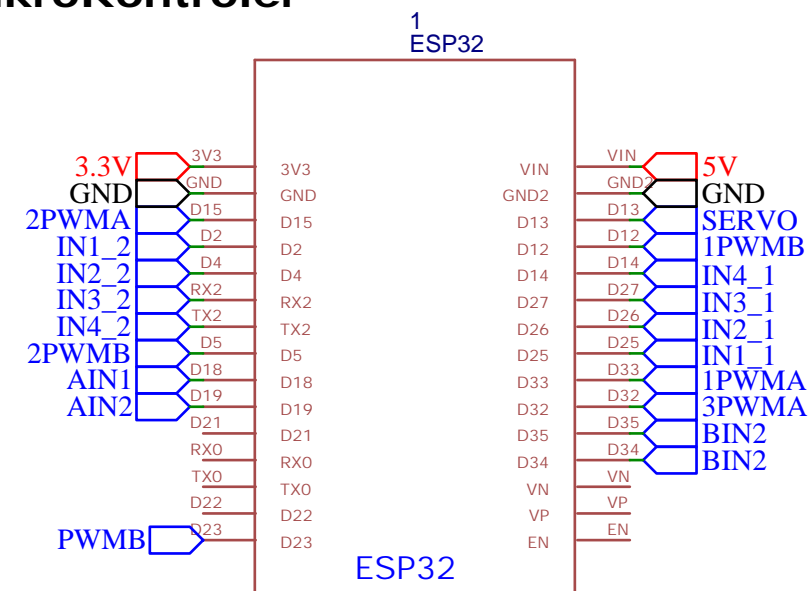 1
ESP32
3.3V 3V3 3V3 VIN VIN 5V
GND GND GND GND2 GND2 GND
2PWMA D15 D15 D13 D13 SERVO
IN1_2 D2 D2 D12 D12 1PWMB
IN2_2 D4 D4 D14 D14 IN4_1
IN3_2 RX2 RX2 D27 D27 IN3_1
IN4_2 TX2 TX2 D26 D26 IN2_1
2PWMB D5 D5 D25 D25 IN1_1
AIN1 D18 D18 D33 D33 1PWMA
AIN2 D19 D19 D32 D32 3PWMA
D21 D21 D35 D35 BIN2
RX0 RX0 D34 D34 BIN2
TX0 TX0 VN VN
D22 D22 VP VP
PWMB D23 D23 EN EN
ESP32